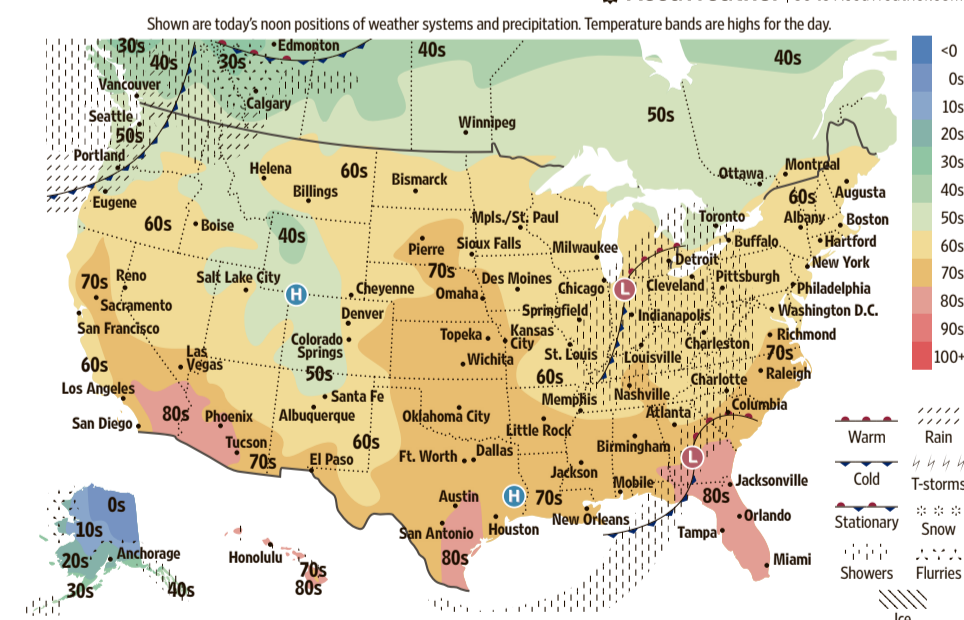 Shown are today's noon positions of weather systems and precipitation. Temperature bands are highs for the day.
30s
40s
30s
Edmonton
40s
40s
<0
0s
10s
20s
30s
40s
50s
60s
70s
80s
90s
100+
Vancouver
Calgary
Seattle
50s
Winnipeg
50s
Portland
Ottawa
Montreal
Helena
60s
Billings
Bismarck
Eugene
60s
Augusta
60s
Boise
40s
Mpls./St. Paul
Toronto
Albany
Boston
Pierre
Sioux Falls
Milwaukee
Buffalo
Hartford
70s
Reno
Salt Lake City
70s
Des Moines
Detroit
New York
H
Cheyenne
Omaha
Chicago
L
Cleveland
Pittsburgh
Philadelphia
Sacramento
Denver
Springfield
Indianapolis
Washington D.C.
San Francisco
Colorado
Springs
Topeka
Kansas
City
St. Louis
Louisville
Charleston
Richmond
70s
60s
Las
Vegas
50s
Wichita
60s
Raleigh
Los Angeles
Santa Fe
Memphis
Nashville
Charlotte
80s
Phoenix
Albuquerque
Oklahoma City
Little Rock
Atlanta
Columbia
San Diego
Tucson
60s
Birmingham
70s
El Paso
Ft. Worth
Dallas
Jackson
L
Mobile
80s
Jacksonville
Austin
H
70s
New Orleans
Orlando
San Antonio
Houston
Tampa
80s
Miami
0s
10s
20s
Anchorage
30s
40s
Honolulu
70s
80s
Warm
Rain
Cold
T-storms
Stationary
Snow
Showers
Flurries
Ice